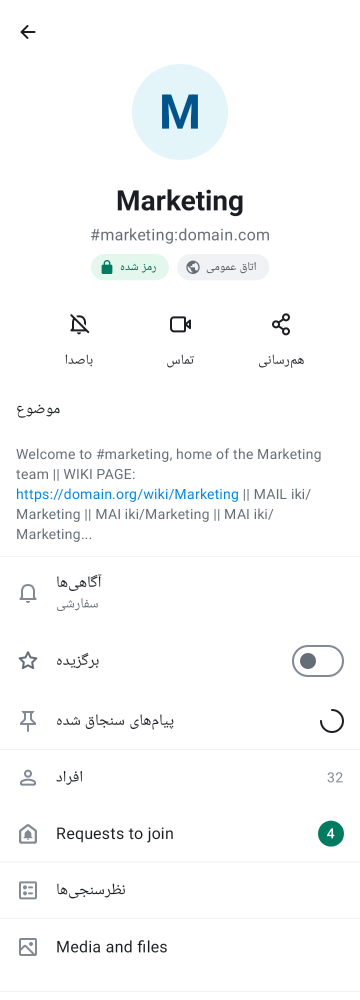 M
Marketing
#marketing:domain.com
رمز شده
اتاق عمومی
باصدا
تماس
هم‌رسانی
موضوع
Welcome to #marketing, home of the Marketing
team || WIKI PAGE:
https://domain.org/wiki/Marketing || MAIL iki/
Marketing || MAI iki/Marketing || MAI iki/
Marketing...
آگاهی‌ها
سفارشی
برگزیده
پیام‌های سنجاق شده
افراد 32
Requests to join 4
نظرسنجی‌ها
Media and files